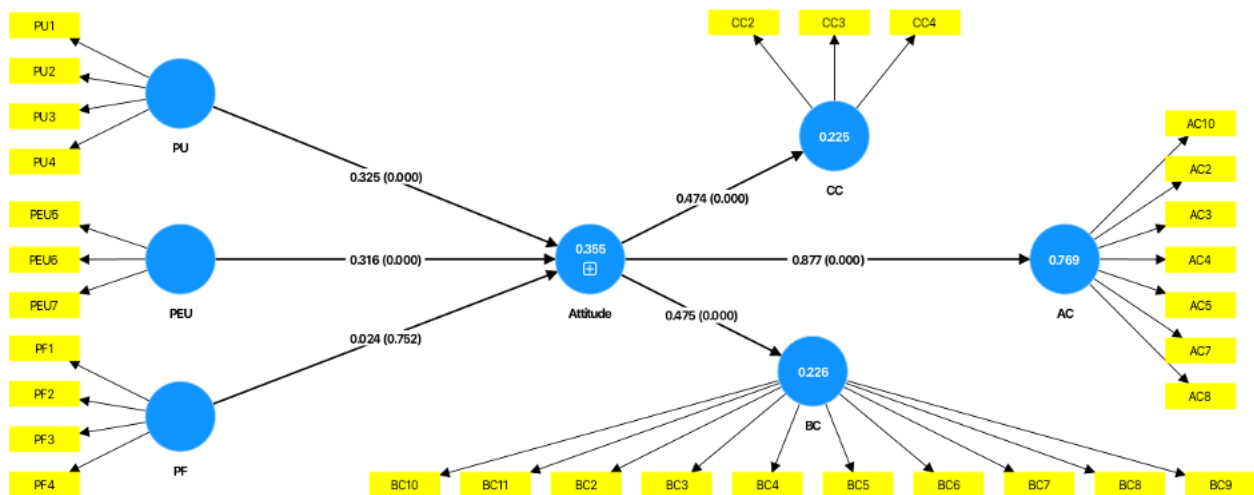 PU1
PU2
PU3
PU4
PU
PEU5
PEU6
PEU7
PEU
PF1
PF2
PF3
PF4
PF
0.325 (0.000)
0.316 (0.000)
0.024 (0.752)
0.355
Attitude
0.474 (0.000)
0.877 (0.000)
0.475 (0.000)
CC2
CC3
CC4
0.225
CC
0.769
AC
AC10
AC2
AC3
AC4
AC5
AC7
AC8
0.226
BC
BC10
BC11
BC2
BC3
BC4
BC5
BC6
BC7
BC8
BC9